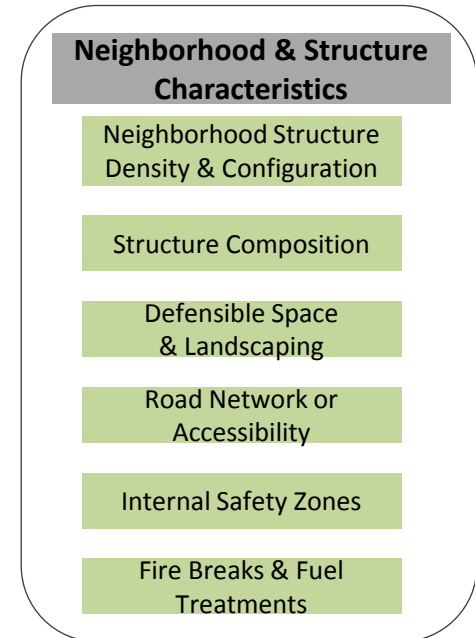 Neighborhood & Structure
Characteristics
Neighborhood Structure
Density & Configuration
Structure Composition
Defensible Space
& Landscaping
Road Network or
Accessibility
Internal Safety Zones
Fire Breaks & Fuel
Treatments